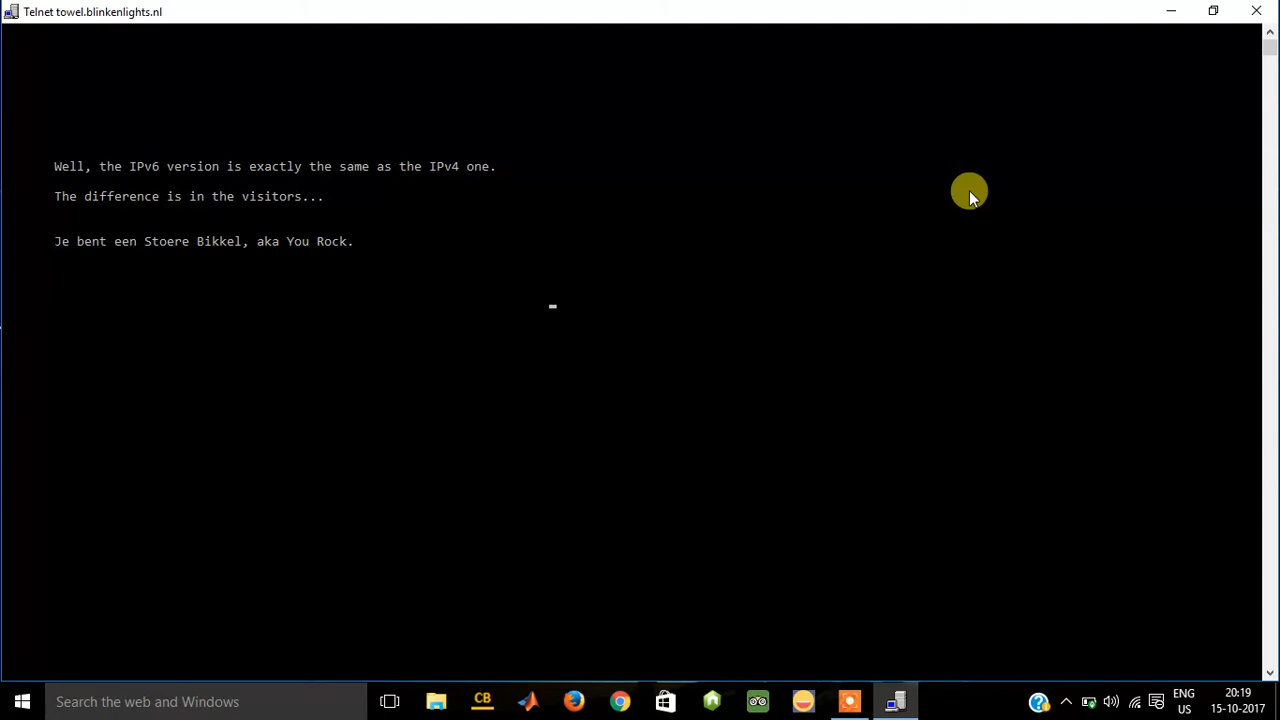 Telnet towel.blinkenlights.nl
Well, the IPv6 version is exactly the same as the IPv4 one.
The difference is in the visitors...
Je bent een Stoere Bikkel, aka You Rock.
Search the web and Windows
CB
ENG
US
20:19
15-10-2017